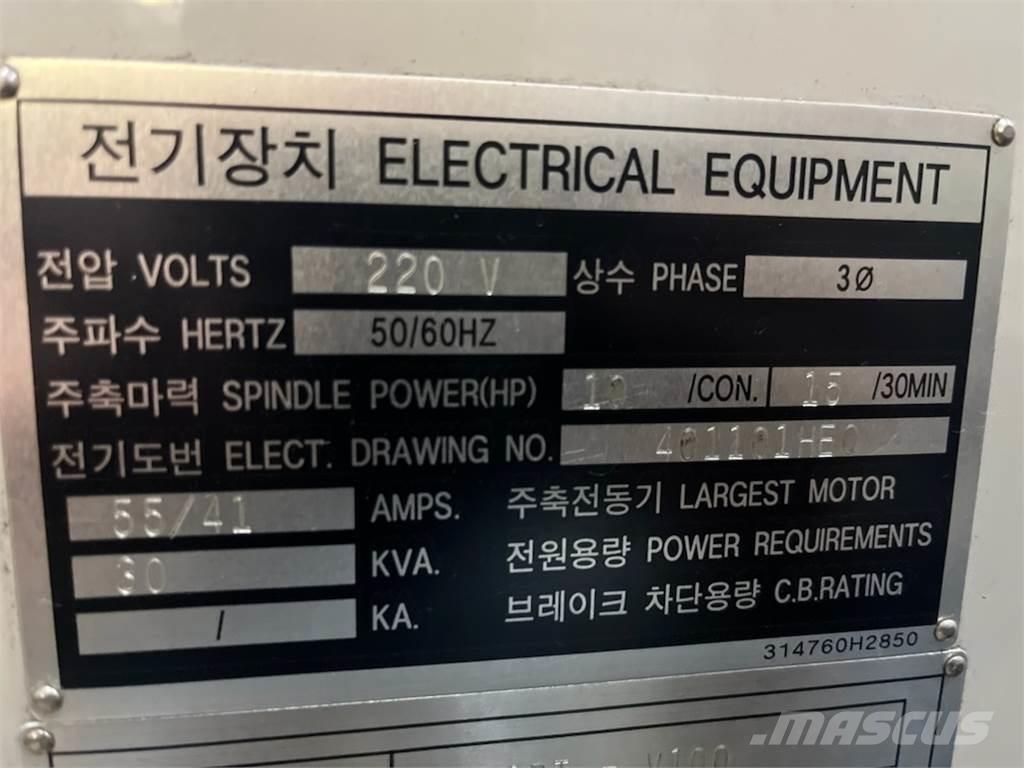 전기장치 ELECTRICAL EQUIPMENT
전압 VOLTS 220 V 상수 PHASE 3Ø
주파수 HERTZ 50/60HZ
주축마력 SPINDLE POWER(HP) 10 /CON. 15 /30MIN
전기도번 ELECT. DRAWING NO. 401101HE0
55/41 AMPS. 주축전동기 LARGEST MOTOR
30 KVA. 전원용량 POWER REQUIREMENTS
/ KA. 브레이크 차단용량 C.B.RATING
314760H2850
MASCUS